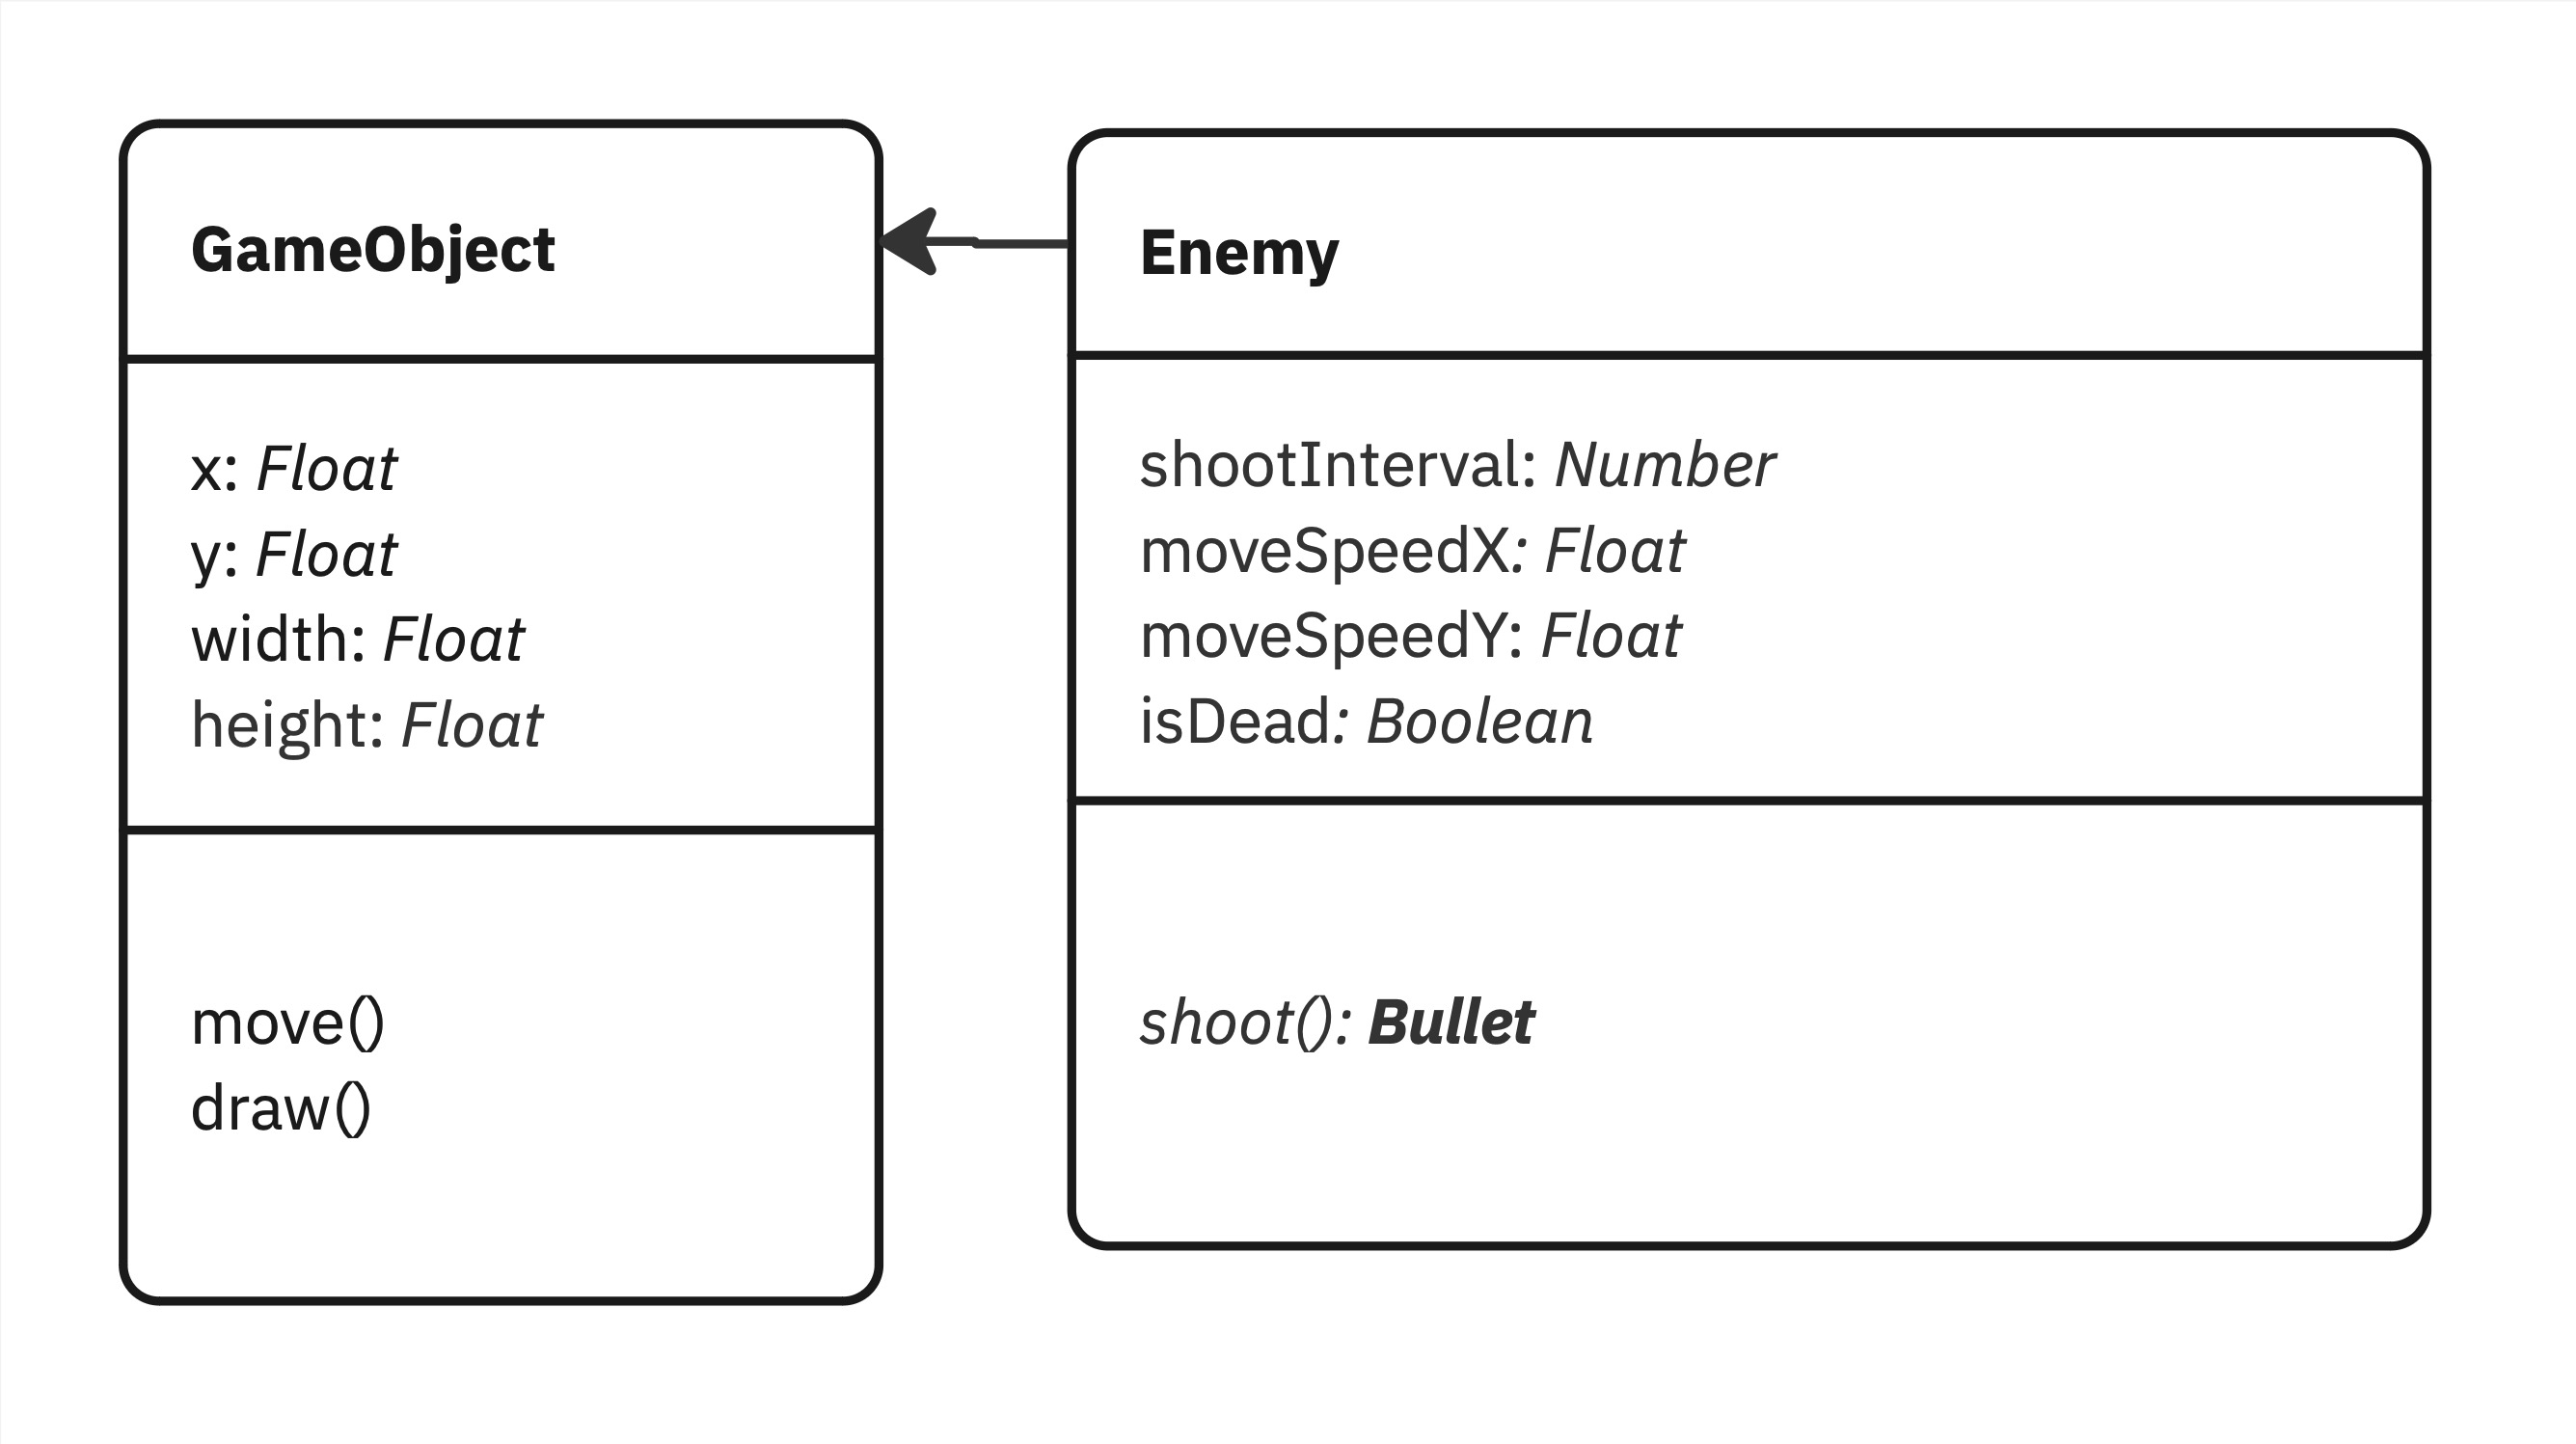 GameObject
x: Float
y: Float
width: Float
height: Float
move()
draw()
Enemy
shootInterval: Number
moveSpeedX: Float
moveSpeedY: Float
isDead: Boolean
shoot(): Bullet